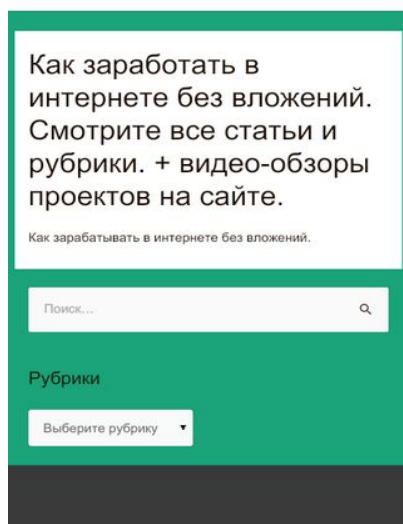 Как заработать в
интернете без вложений.
Смотрите все статьи и
рубрики. + видео-обзоры
проектов на сайте.
Как зарабатывать в интернете без вложений.
Поиск...
Рубрики
Выберите рубрику